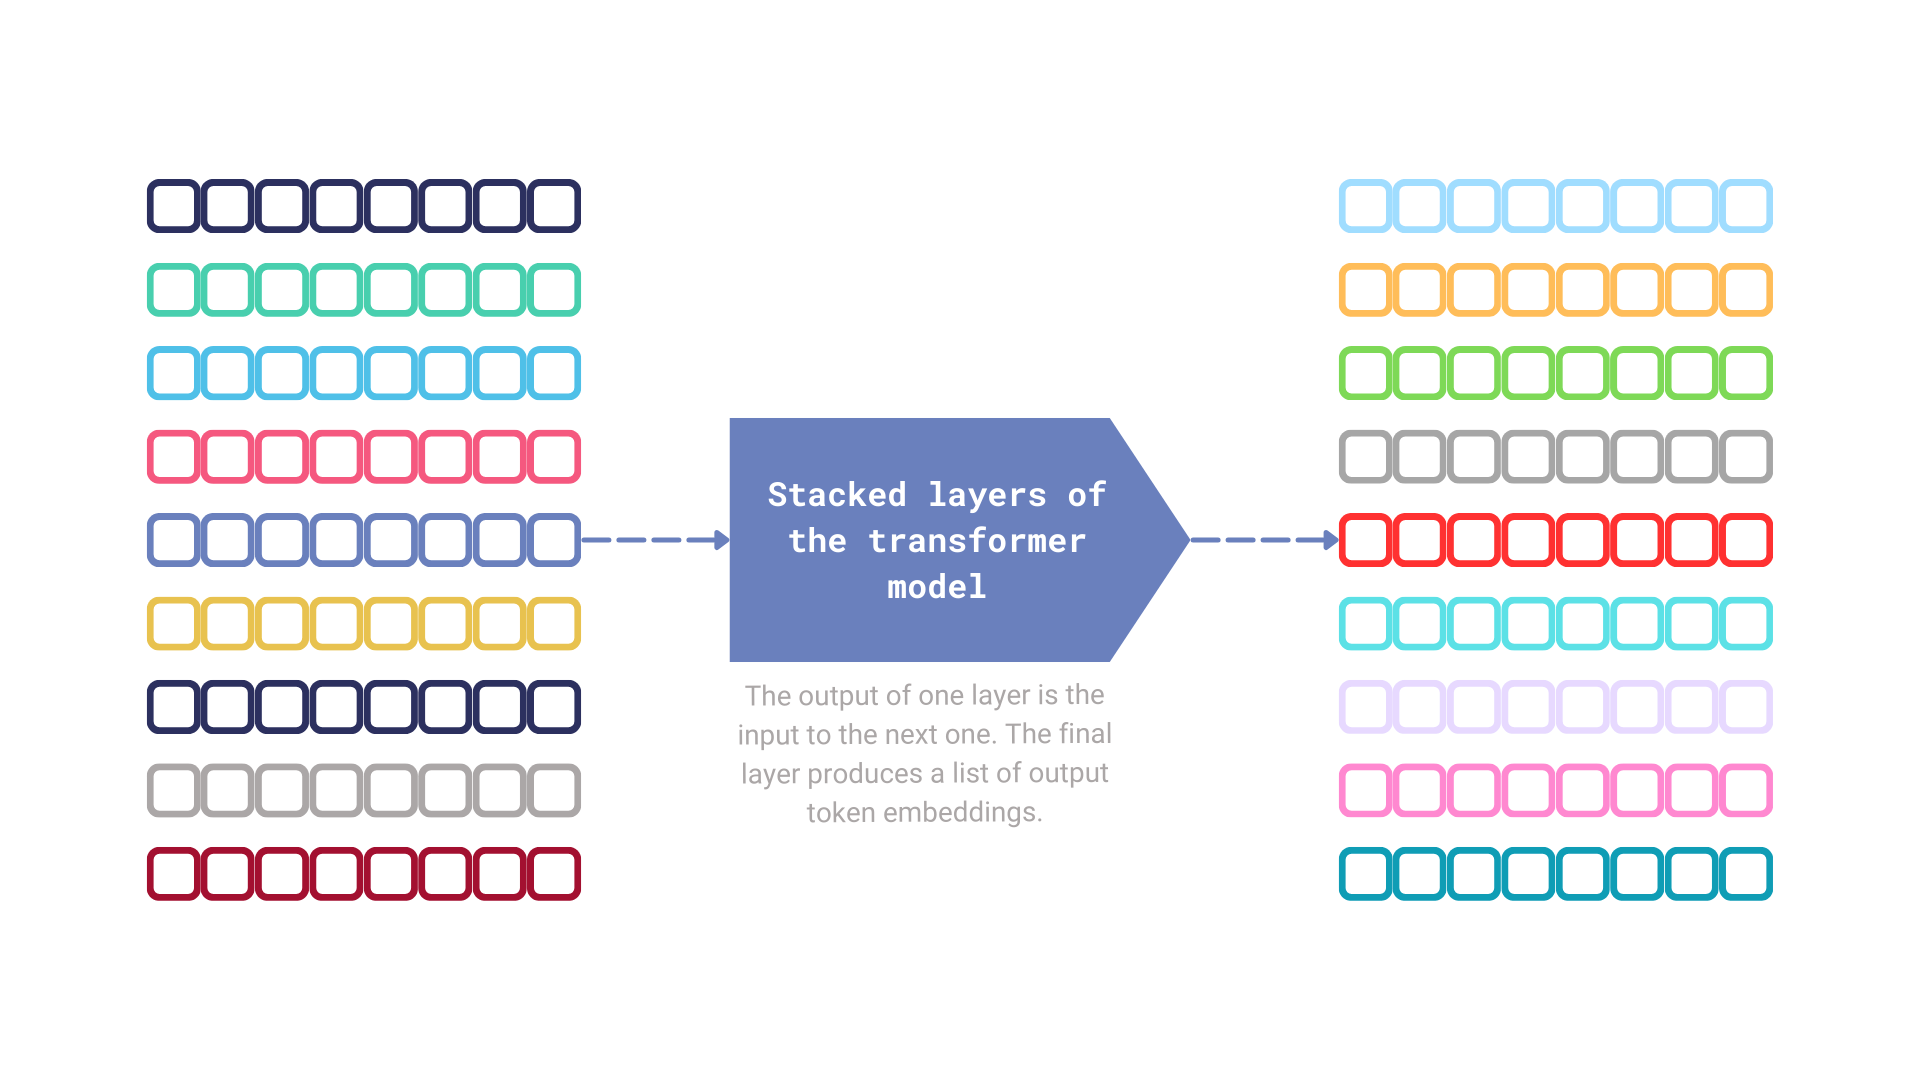 Stacked layers of
the transformer
model
The output of one layer is the
input to the next one. The final
layer produces a list of output
token embeddings.